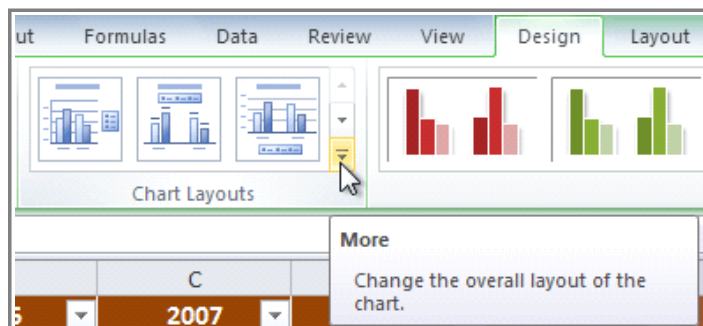 ut Formulas Data Review View Design Layout
Chart Layouts
More
Change the overall layout of the
chart.
C
2007